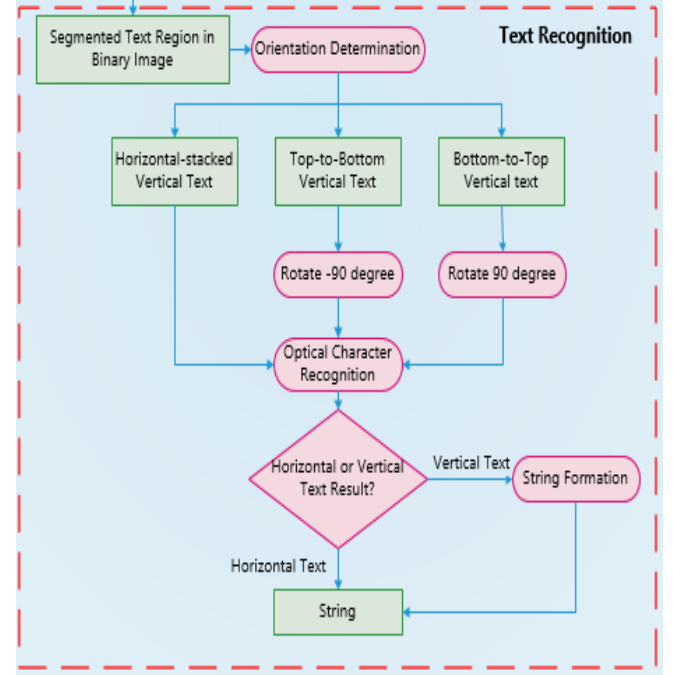 Text Recognition
Segmented Text Region in
Binary Image
Orientation Determination
Horizontal-stacked
Vertical Text
Top-to-Bottom
Vertical Text
Bottom-to-Top
Vertical text
Rotate -90 degree
Rotate 90 degree
Optical Character
Recognition
Horizontal or Vertical
Text Result?
Vertical Text
String Formation
Horizontal Text
String